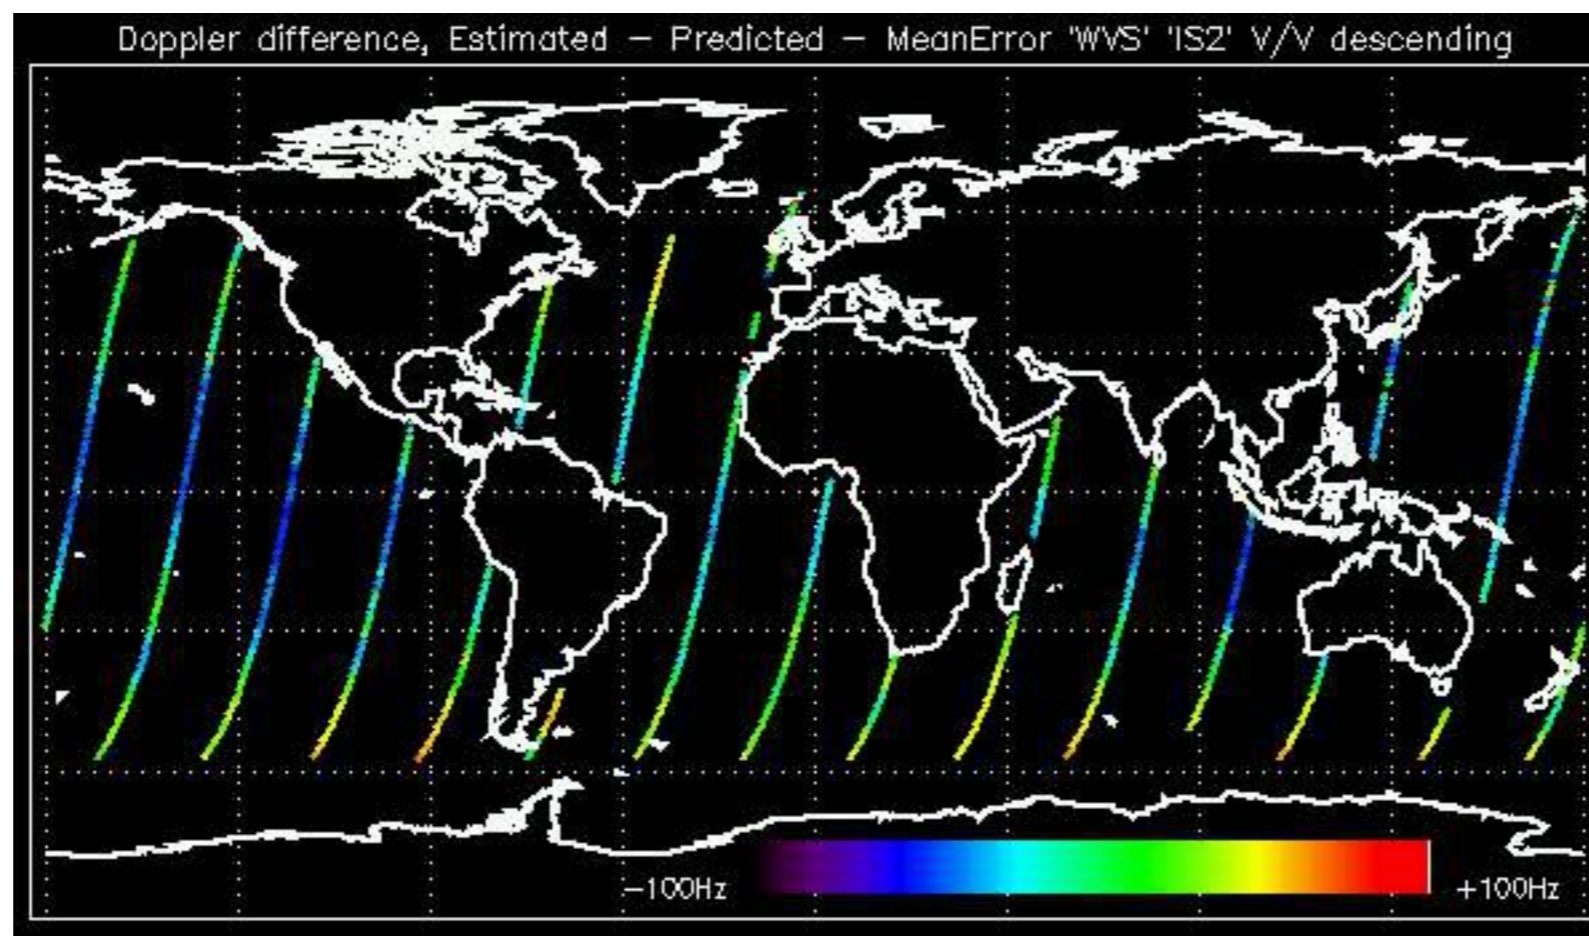 Doppler difference, Estimated – Predicted – MeanError 'WVS' 'IS2' V/V descending
–100Hz
+100Hz